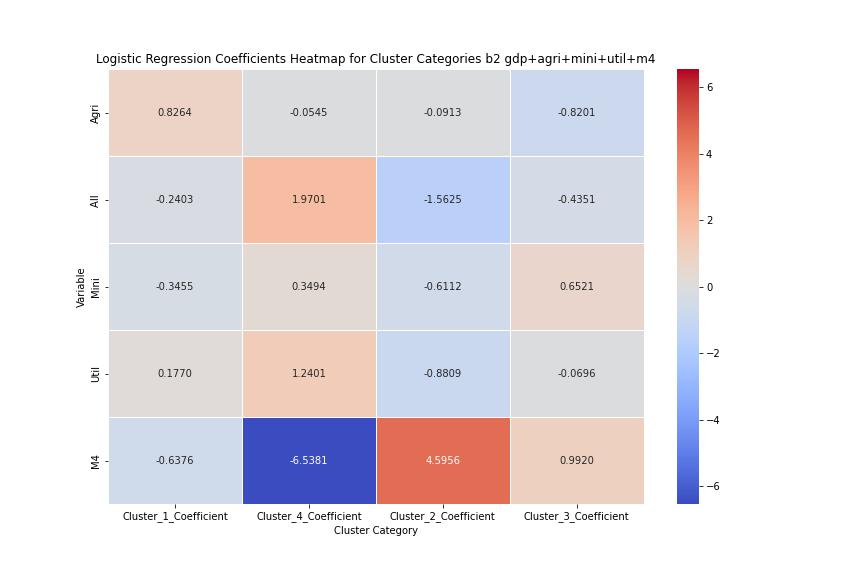 Logistic Regression Coefficients Heatmap for Cluster Categories b2 gdp+agri+mini+util+m4
Variable
Agri
0.8264 -0.0545 -0.0913 -0.8201
All
-0.2403 1.9701 -1.5625 -0.4351
Mini
-0.3455 0.3494 -0.6112 0.6521
Util
0.1770 1.2401 -0.8809 -0.0696
M4
-0.6376 -6.5381 4.5956 0.9920
Cluster_1_Coefficient Cluster_4_Coefficient Cluster_2_Coefficient Cluster_3_Coefficient
Cluster Category
6
4
2
0
−2
−4
−6